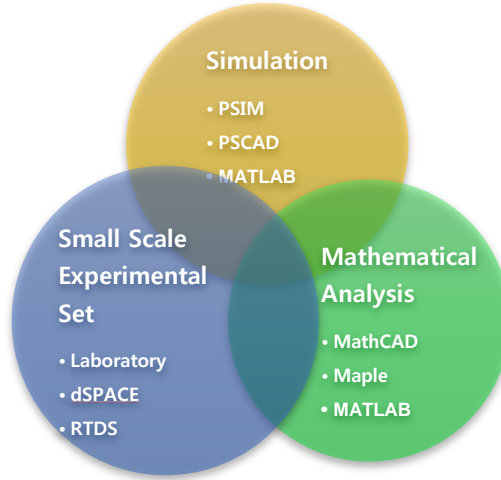 Simulation
• PSIM
• PSCAD
• MATLAB
Small Scale
Experimental
Set
• Laboratory
• dSPACE
• RTDS
Mathematical
Analysis
• MathCAD
• Maple
• MATLAB